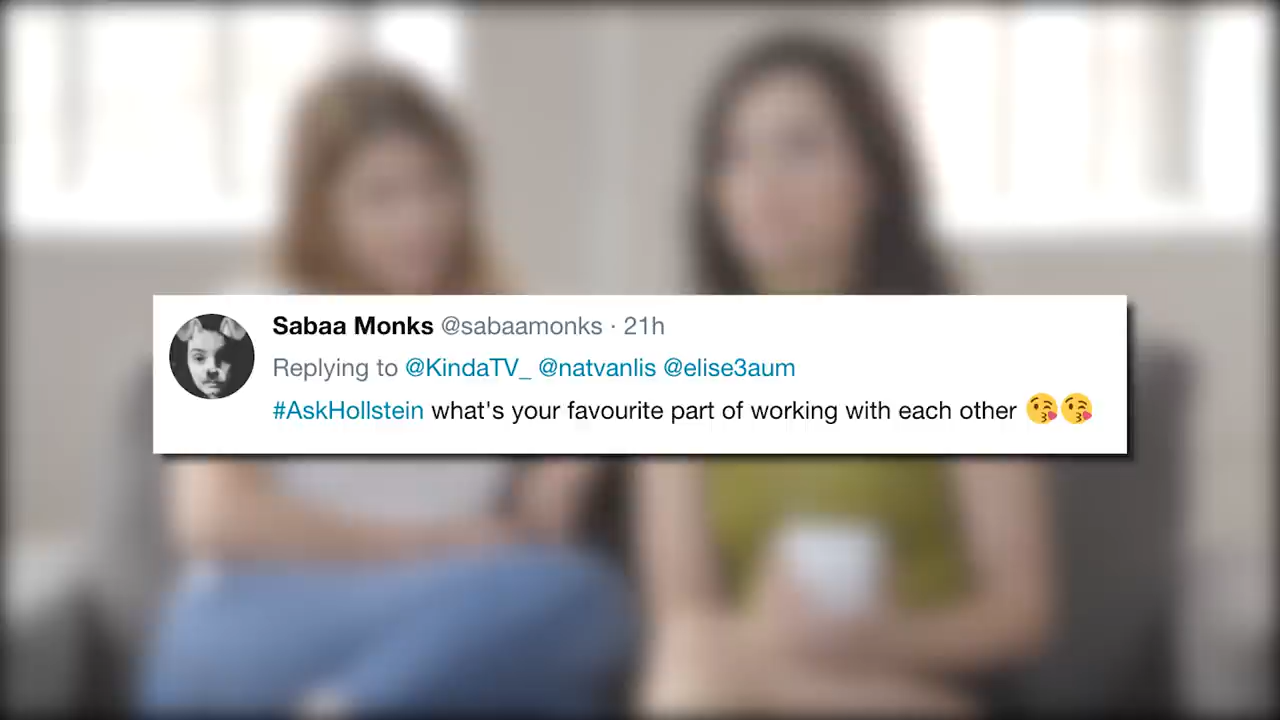 Sabaa Monks @sabaamonks · 21h
Replying to @KindaTV_ @natvanlis @elise3aum
#AskHollstein what's your favourite part of working with each other 😘😘